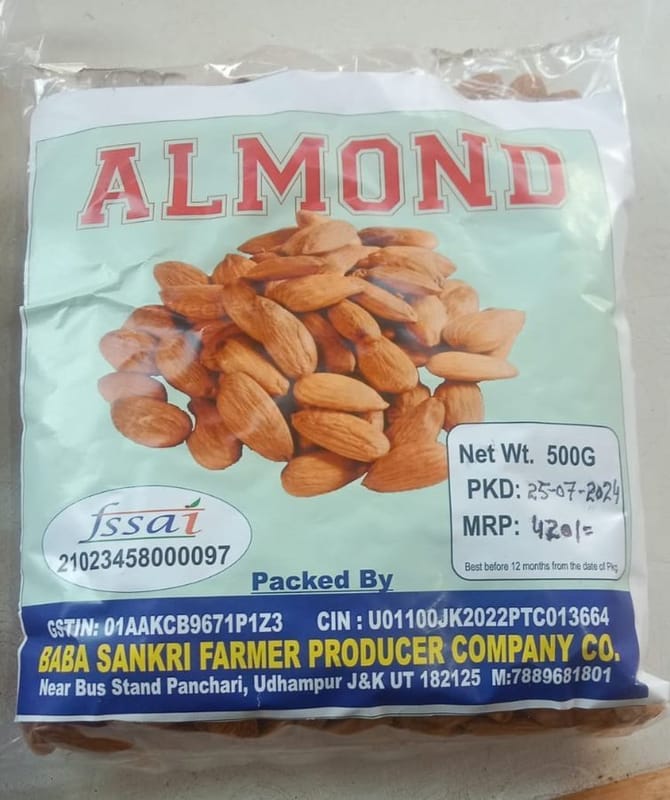 ALMOND
Net Wt. 500G
PKD: 25-07-2024
MRP: 420/=
Best before 12 months from the date of Pkg
fssai
21023458000097
Packed By
GSTIN: 01AAKCB9671P1Z3 CIN : U01100JK2022PTC013664
BABA SANKRI FARMER PRODUCER COMPANY CO.
Near Bus Stand Panchari, Udhampur J&K UT 182125 M:7889681801